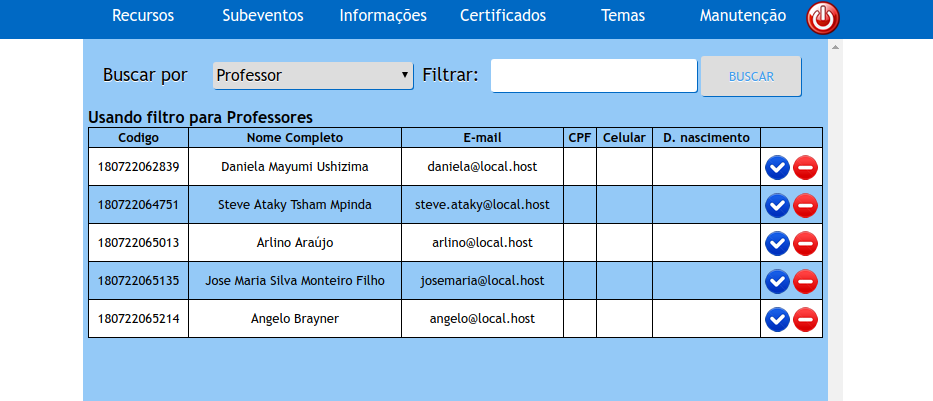 Recursos Subeventos Informações Certificados Temas Manutenção
Buscar por Professor Filtrar: BUSCAR
Usando filtro para Professores
Codigo Nome Completo E-mail CPF Celular D. nascimento
180722062839 Daniela Mayumi Ushizima daniela@local.host
180722064751 Steve Ataky Tsham Mpinda steve.ataky@local.host
180722065013 Arlino Araújo arlino@local.host
180722065135 Jose Maria Silva Monteiro Filho josemaria@local.host
180722065214 Angelo Brayner angelo@local.host